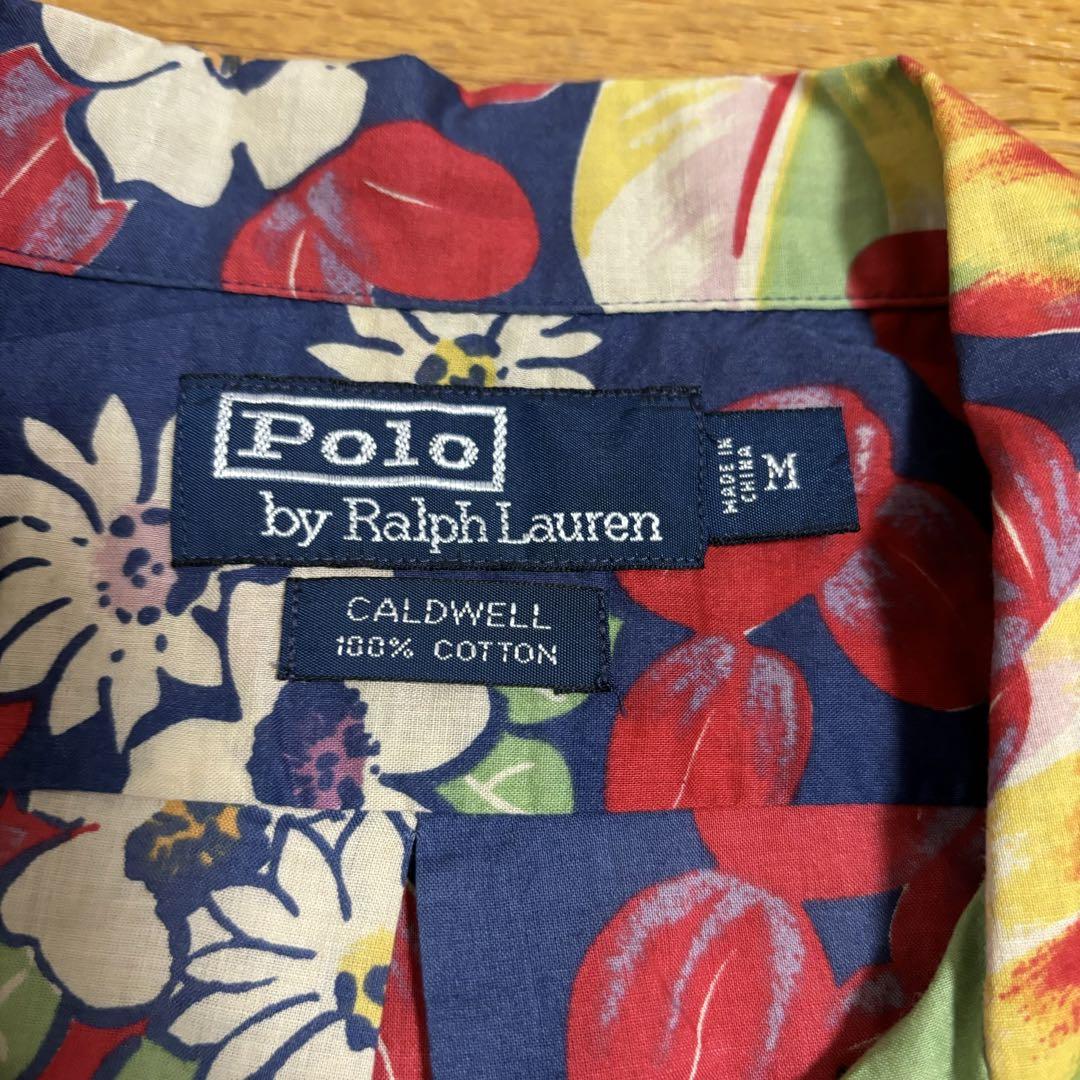 Polo
by Ralph Lauren
MADE IN
CHINA
M
CALDWELL
100% COTTON